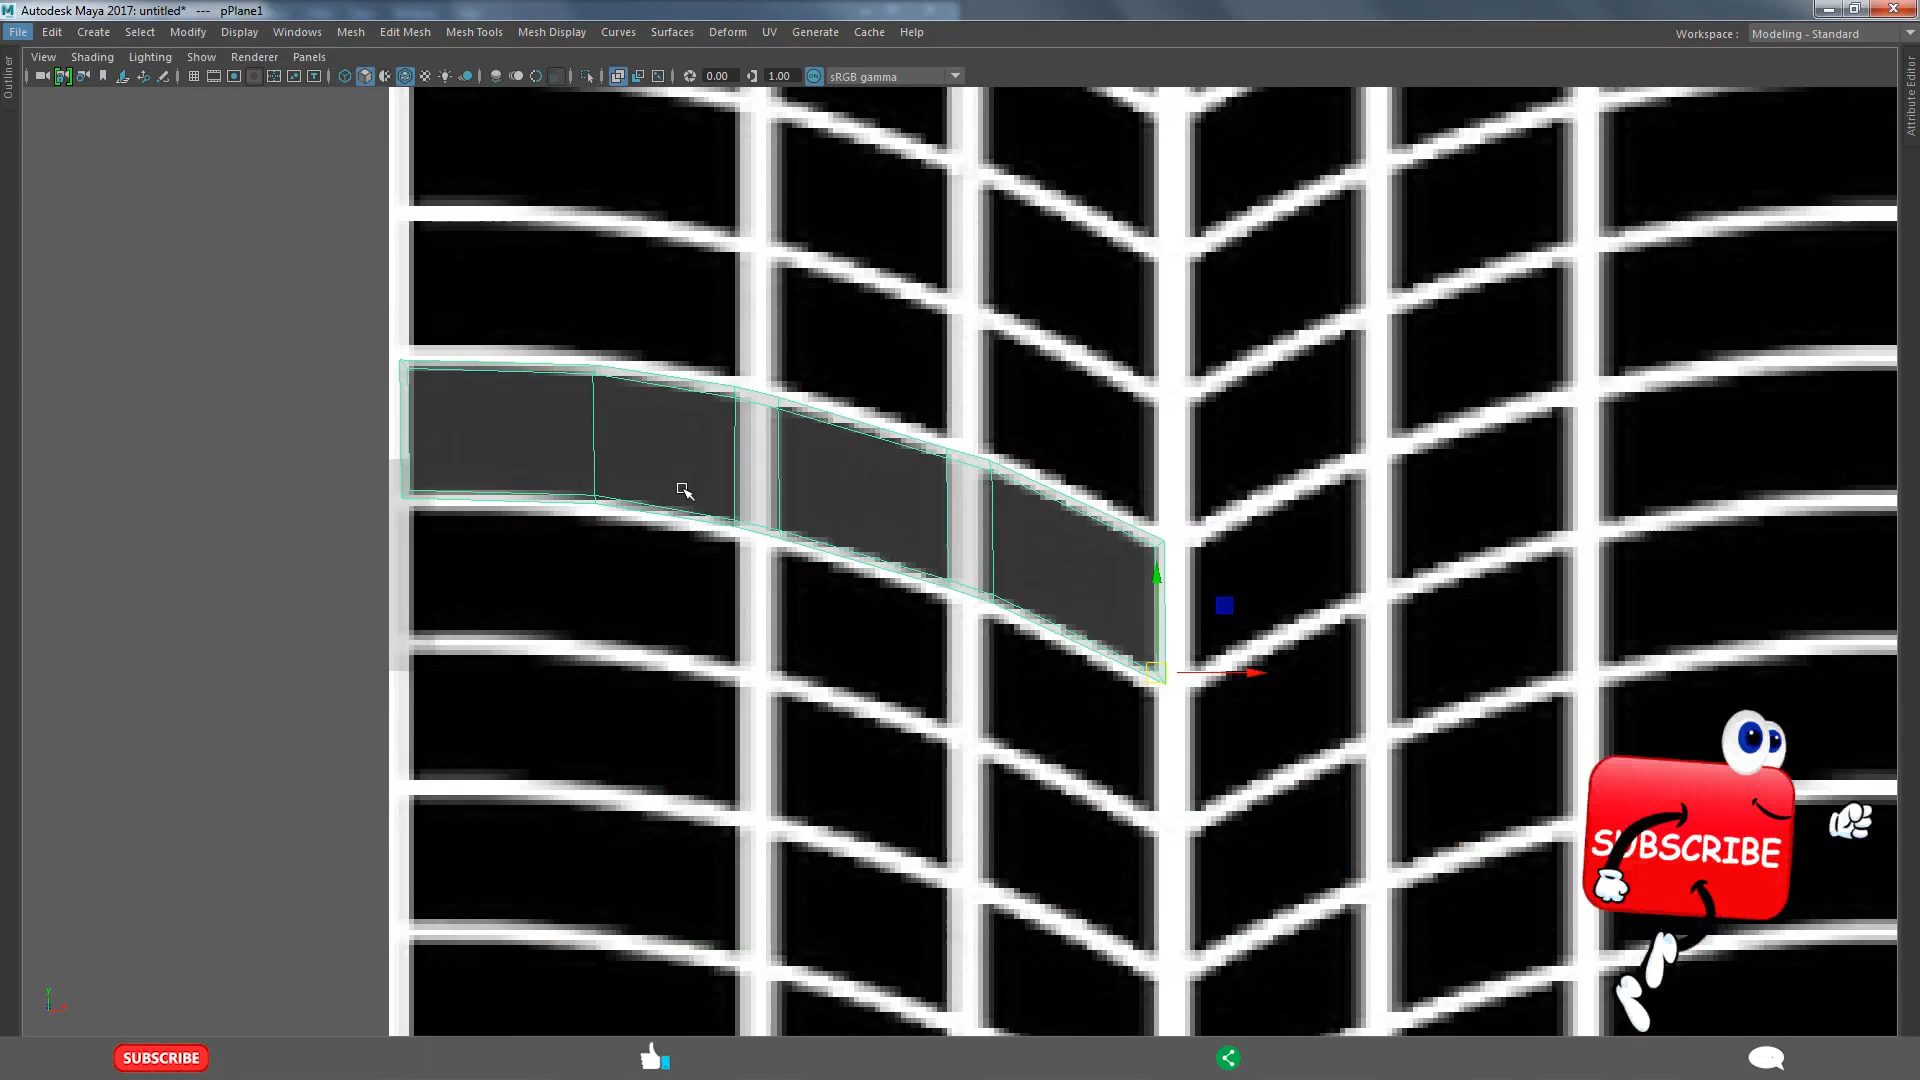 Autodesk Maya 2017: untitled* --- pPlane1
File Edit Create Select Modify Display Windows Mesh Edit Mesh Mesh Tools Mesh Display Curves Surfaces Deform UV Generate Cache Help
Workspace : Modeling - Standard
View Shading Lighting Show Renderer Panels
0.00 1.00 ON sRGB gamma
Outliner
Attribute Editor
SUBSCRIBE
y
SUBSCRIBE